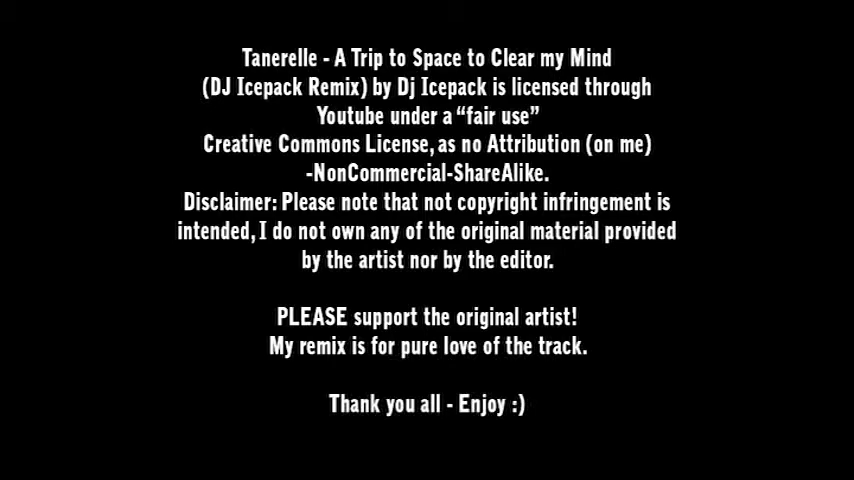 Tanerelle - A Trip to Space to Clear my Mind
(DJ Icepack Remix) by Dj Icepack is licensed through
Youtube under a “fair use”
Creative Commons License, as no Attribution (on me)
-NonCommercial-ShareAlike.
Disclaimer: Please note that not copyright infringement is
intended, I do not own any of the original material provided
by the artist nor by the editor.
PLEASE support the original artist!
My remix is for pure love of the track.
Thank you all - Enjoy :)